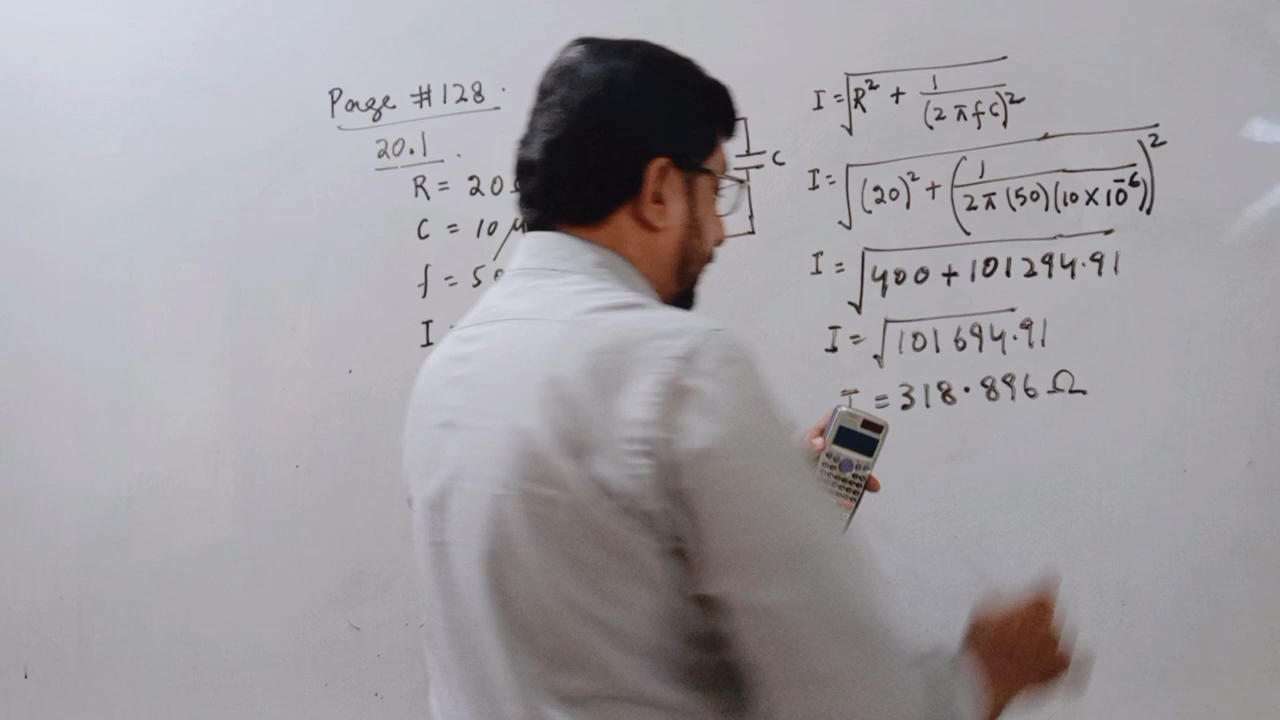 Page #128.
20.1.
R = 20
C = 10 μ
f = 50
I
C
I = √R² + 1/(2πfC)²
I = √(20)² + (1/2π(50)(10×10⁻⁶))²
I = √400 + 101294.91
I = √101694.91
I = 318.896 Ω